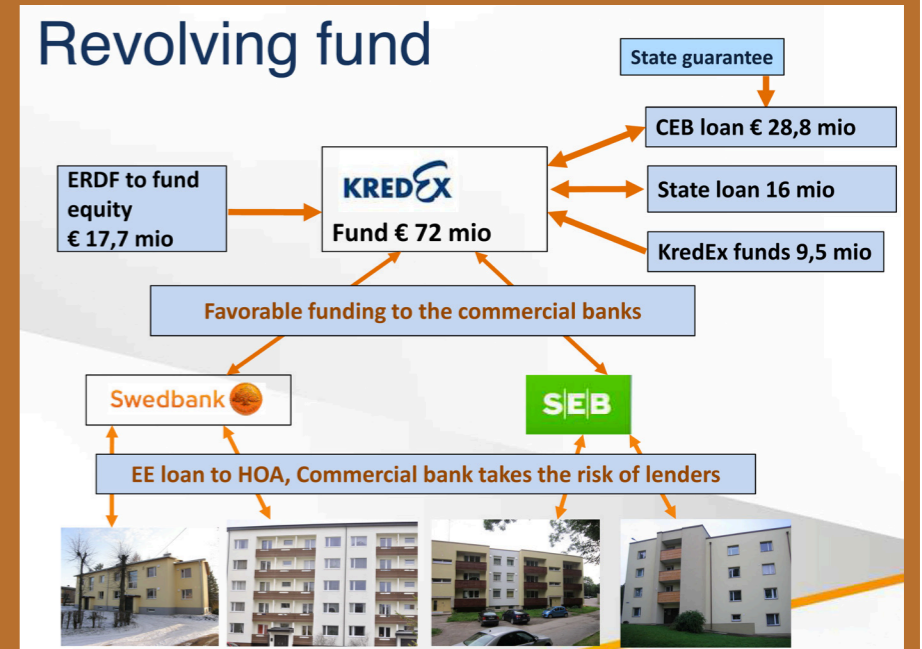 Revolving fund
State guarantee
CEB loan € 28,8 mio
ERDF to fund
equity
€ 17,7 mio
KREDEX
Fund € 72 mio
State loan 16 mio
KredEx funds 9,5 mio
Favorable funding to the commercial banks
Swedbank
SEB
EE loan to HOA, Commercial bank takes the risk of lenders